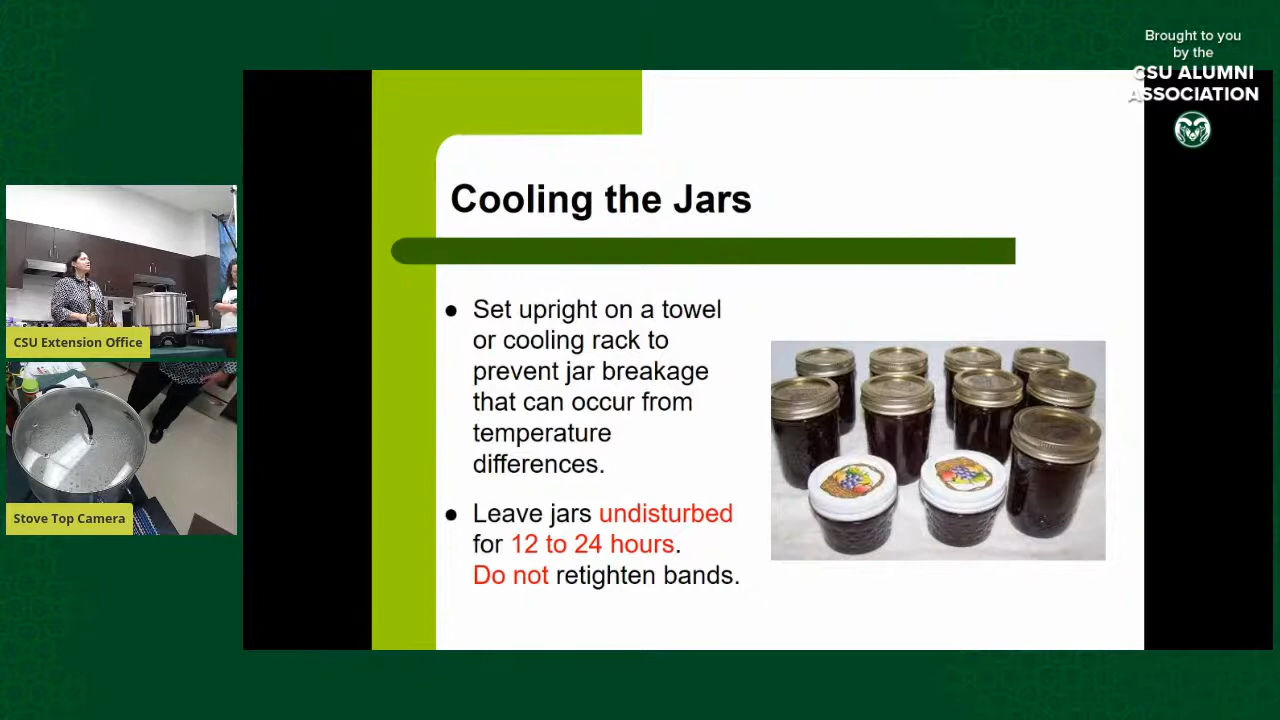 Brought to you
by the
CSU ALUMNI
ASSOCIATION
Cooling the Jars
● Set upright on a towel
or cooling rack to
prevent jar breakage
that can occur from
temperature
differences.
● Leave jars undisturbed
for 12 to 24 hours.
Do not retighten bands.
CSU Extension Office
Stove Top Camera